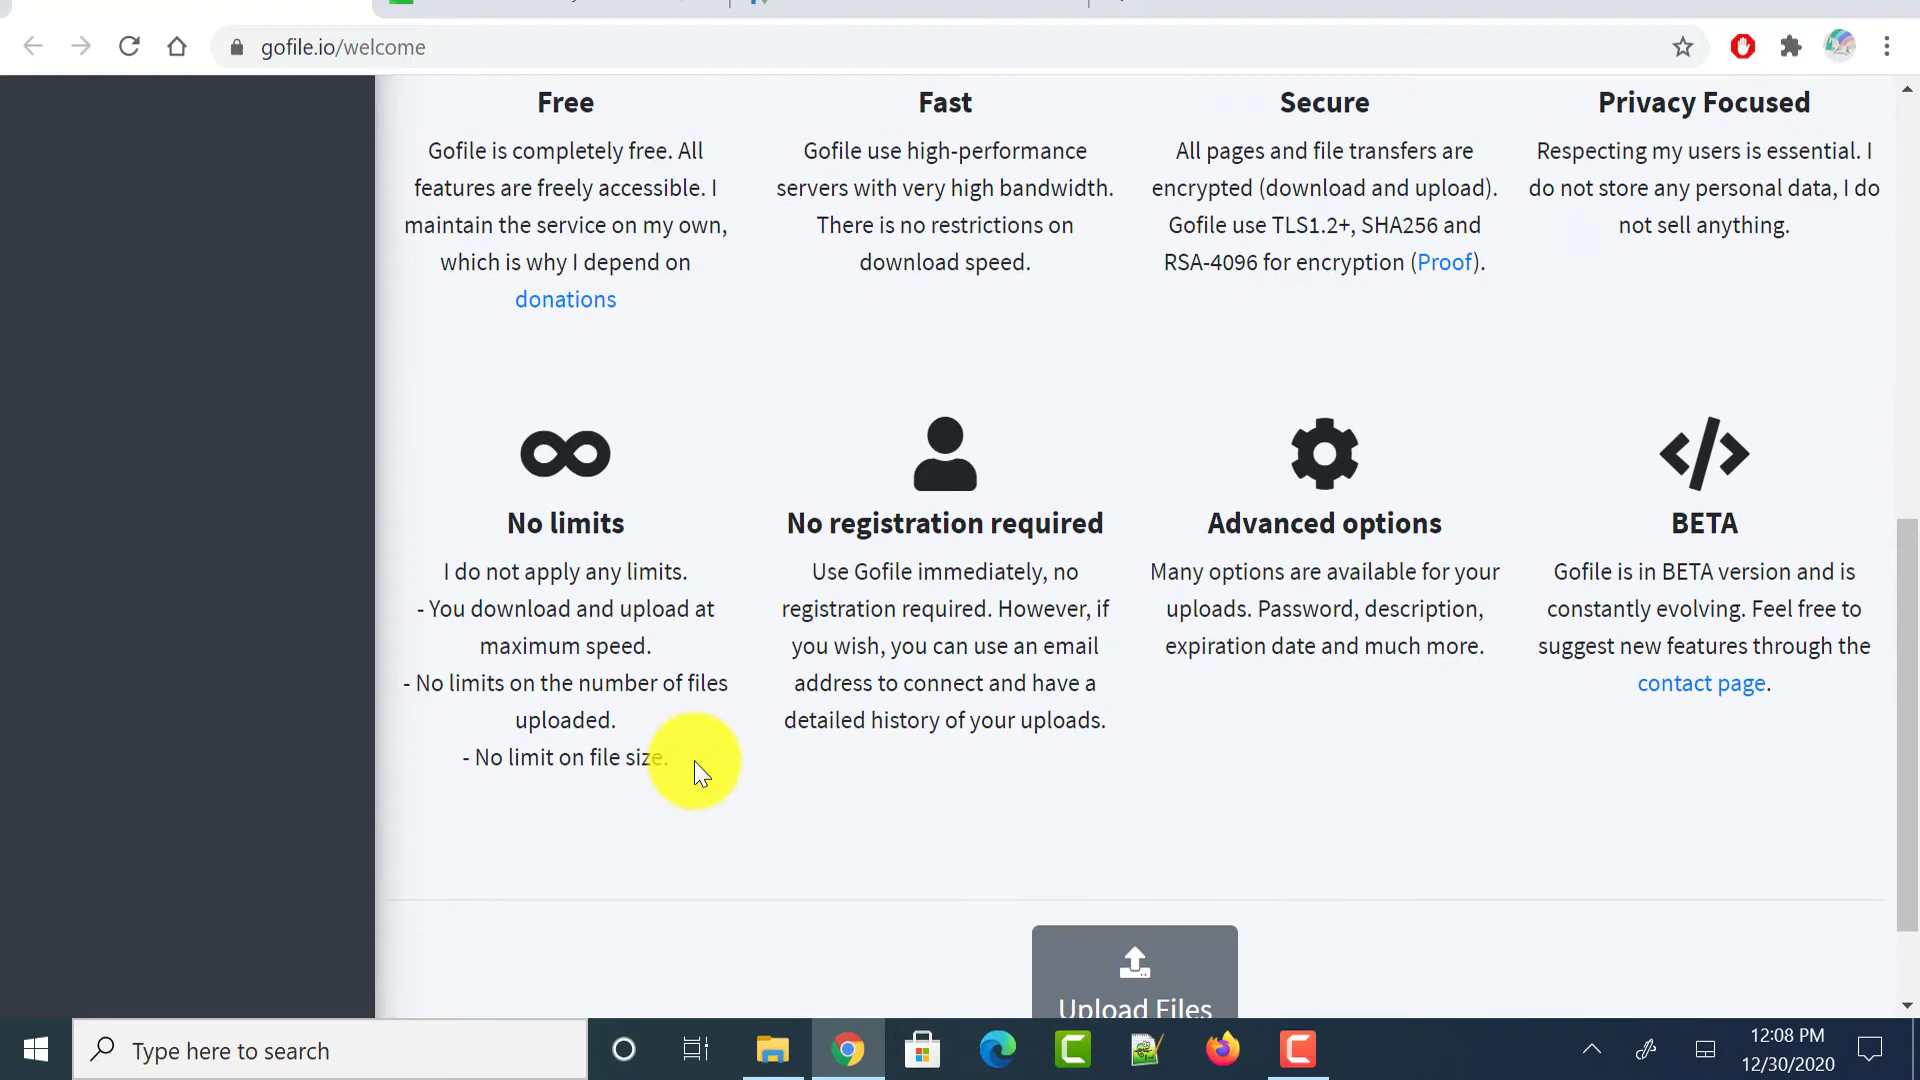 gofile.io/welcome
Free
Gofile is completely free. All
features are freely accessible. I
maintain the service on my own,
which is why I depend on
donations
Fast
Gofile use high-performance
servers with very high bandwidth.
There is no restrictions on
download speed.
Secure
All pages and file transfers are
encrypted (download and upload).
Gofile use TLS1.2+, SHA256 and
RSA-4096 for encryption (Proof).
Privacy Focused
Respecting my users is essential. I
do not store any personal data, I do
not sell anything.
No limits
I do not apply any limits.
- You download and upload at
maximum speed.
- No limits on the number of files
uploaded.
- No limit on file size.
No registration required
Use Gofile immediately, no
registration required. However, if
you wish, you can use an email
address to connect and have a
detailed history of your uploads.
Advanced options
Many options are available for your
uploads. Password, description,
expiration date and much more.
BETA
Gofile is in BETA version and is
constantly evolving. Feel free to
suggest new features through the
contact page.
Upload Files
Type here to search
12:08 PM
12/30/2020